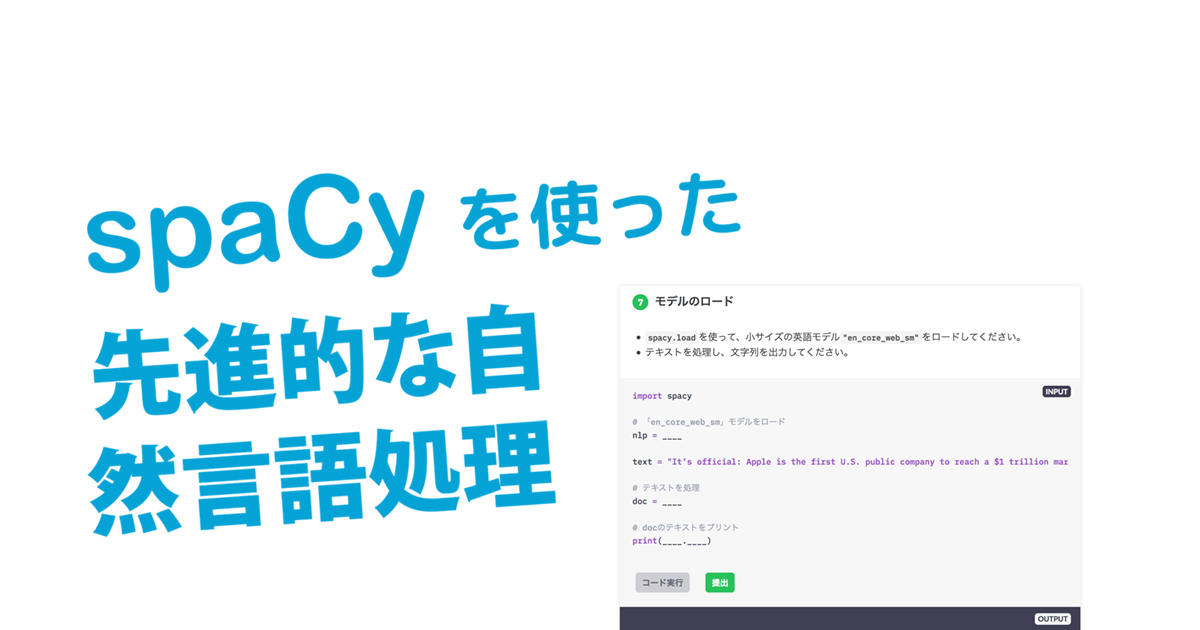 spaCy を使った
先進的な自
然言語処理
7 モデルのロード
• spacy.load を使って、小サイズの英語モデル "en_core_web_sm" をロードしてください。
• テキストを処理し、文字列を出力してください。
INPUT
import spacy
# 「en_core_web_sm」モデルをロード
nlp = ____
text = "It’s official: Apple is the first U.S. public company to reach a $1 trillion mar
# テキストを処理
doc = ____
# docのテキストをプリント
print(____.____)
コード実行 提出
OUTPUT